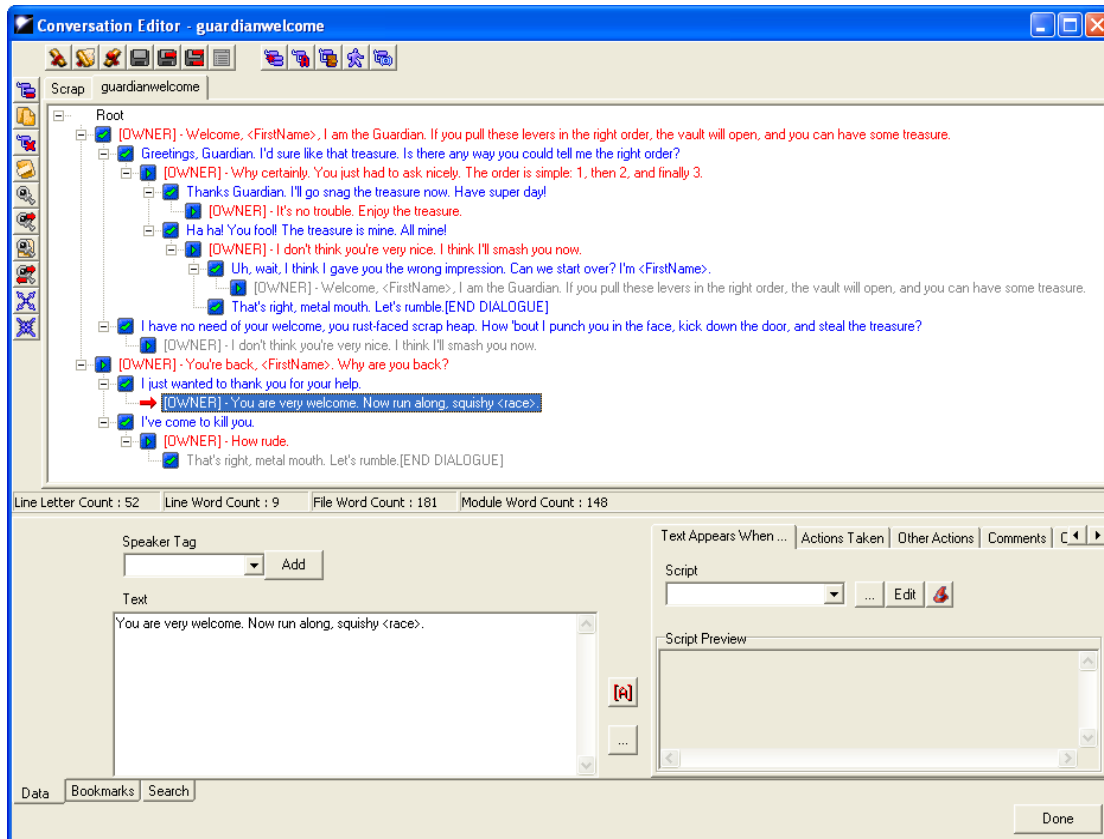 Conversation Editor - guardianwelcome
Scrap guardianwelcome
Root
[OWNER] - Welcome, <FirstName>, I am the Guardian. If you pull these levers in the right order, the vault will open, and you can have some treasure.
Greetings, Guardian. I'd sure like that treasure. Is there any way you could tell me the right order?
[OWNER] - Why certainly. You just had to ask nicely. The order is simple: 1, then 2, and finally 3.
Thanks Guardian. I'll go snag the treasure now. Have super day!
[OWNER] - It's no trouble. Enjoy the treasure.
Ha ha! You fool! The treasure is mine. All mine!
[OWNER] - I don't think you're very nice. I think I'll smash you now.
Uh, wait, I think I gave you the wrong impression. Can we start over? I'm <FirstName>.
[OWNER] - Welcome, <FirstName>, I am the Guardian. If you pull these levers in the right order, the vault will open, and you can have some treasure.
That's right, metal mouth. Let's rumble.[END DIALOGUE]
I have no need of your welcome, you rust-faced scrap heap. How 'bout I punch you in the face, kick down the door, and steal the treasure?
[OWNER] - I don't think you're very nice. I think I'll smash you now.
[OWNER] - You're back, <FirstName>. Why are you back?
I just wanted to thank you for your help.
[OWNER] - You are very welcome. Now run along, squishy <race>.
I've come to kill you.
[OWNER] - How rude.
That's right, metal mouth. Let's rumble.[END DIALOGUE]
Line Letter Count : 52 Line Word Count : 9 File Word Count : 181 Module Word Count : 148
Speaker Tag
Add
Text
You are very welcome. Now run along, squishy <race>.
[A]
...
Text Appears When ... Actions Taken Other Actions Comments C
Script
... Edit
Script Preview
Data Bookmarks Search
Done